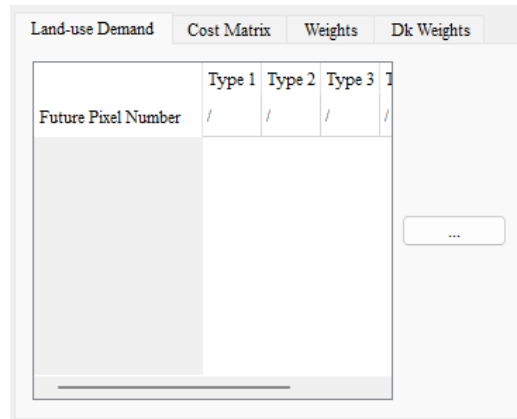 Land-use Demand Cost Matrix Weights Dk Weights
Type 1 Type 2 Type 3 T
Future Pixel Number / / / /
...